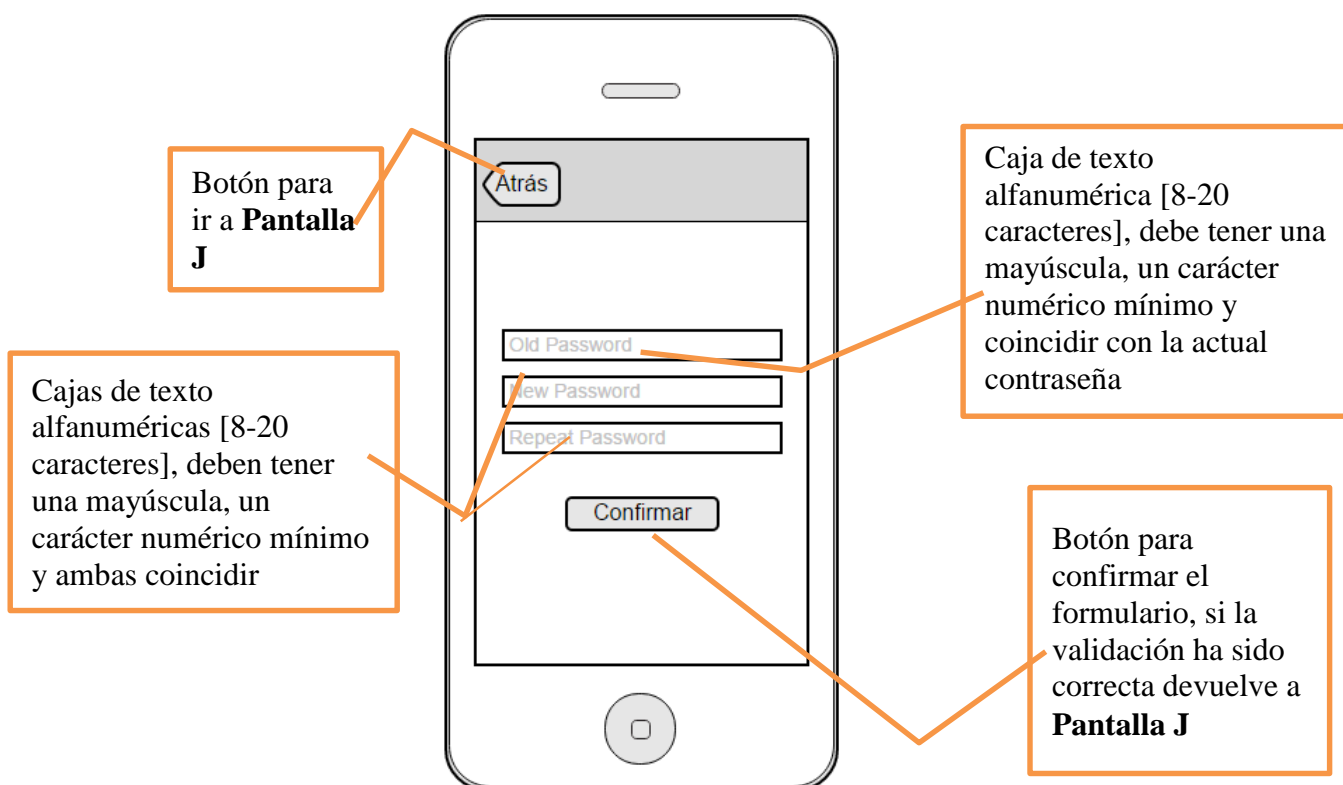 Botón para
ir a Pantalla
J
Atrás
Caja de texto
alfanumérica [8-20
caracteres], debe tener una
mayúscula, un carácter
numérico mínimo y
coincidir con la actual
contraseña
Old Password
New Password
Repeat Password
Cajas de texto
alfanuméricas [8-20
caracteres], deben tener
una mayúscula, un
carácter numérico mínimo
y ambas coincidir
Confirmar
Botón para
confirmar el
formulario, si la
validación ha sido
correcta devuelve a
Pantalla J